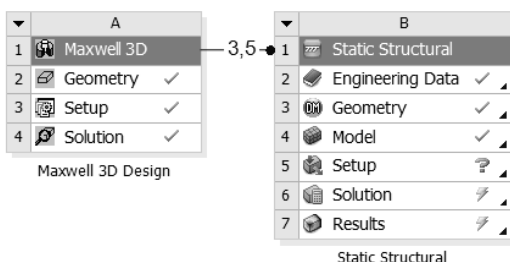 A
1 Maxwell 3D
2 Geometry
3 Setup
4 Solution
Maxwell 3D Design
3,5
B
1 Static Structural
2 Engineering Data
3 Geometry
4 Model
5 Setup ?
6 Solution
7 Results
Static Structural